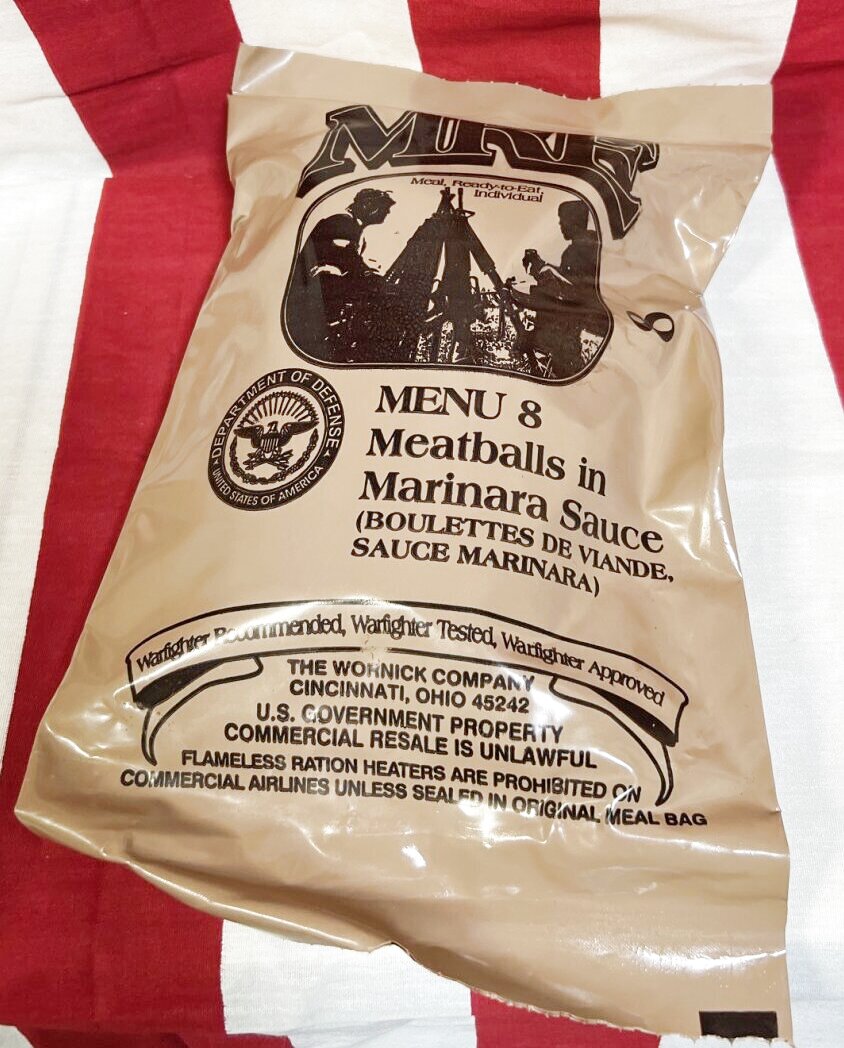 MRE
Meal, Ready-to-Eat,
Individual
8
DEPARTMENT OF DEFENSE
UNITED STATES OF AMERICA
MENU 8
Meatballs in
Marinara Sauce
(BOULETTES DE VIANDE,
SAUCE MARINARA)
Warfighter Recommended, Warfighter Tested, Warfighter Approved
THE WORNICK COMPANY
CINCINNATI, OHIO 45242
U.S. GOVERNMENT PROPERTY
COMMERCIAL RESALE IS UNLAWFUL
FLAMELESS RATION HEATERS ARE PROHIBITED ON
COMMERCIAL AIRLINES UNLESS SEALED IN ORIGINAL MEAL BAG